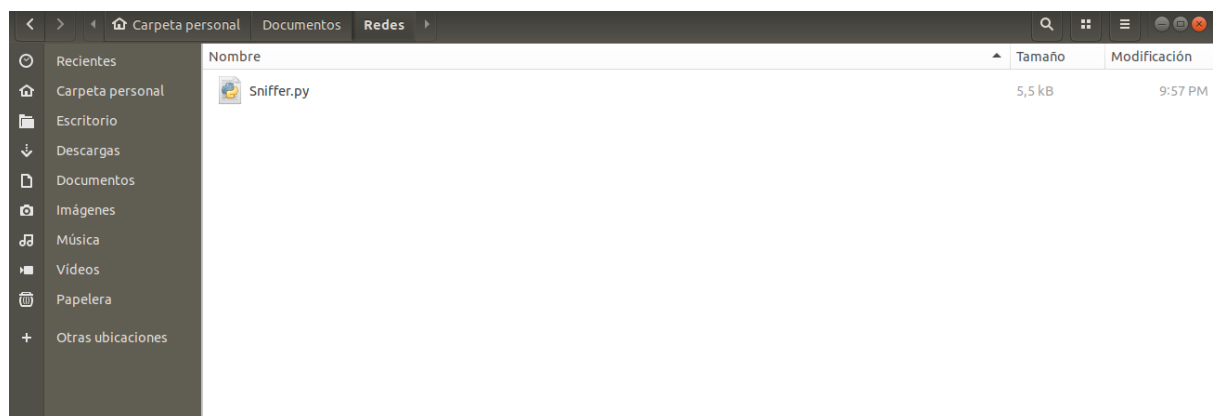 Carpeta personal Documentos Redes
Nombre Tamaño Modificación
Recientes
Carpeta personal
Escritorio
Descargas
Documentos
Imágenes
Música
Vídeos
Papelera
Otras ubicaciones
Sniffer.py 5,5 kB 9:57 PM